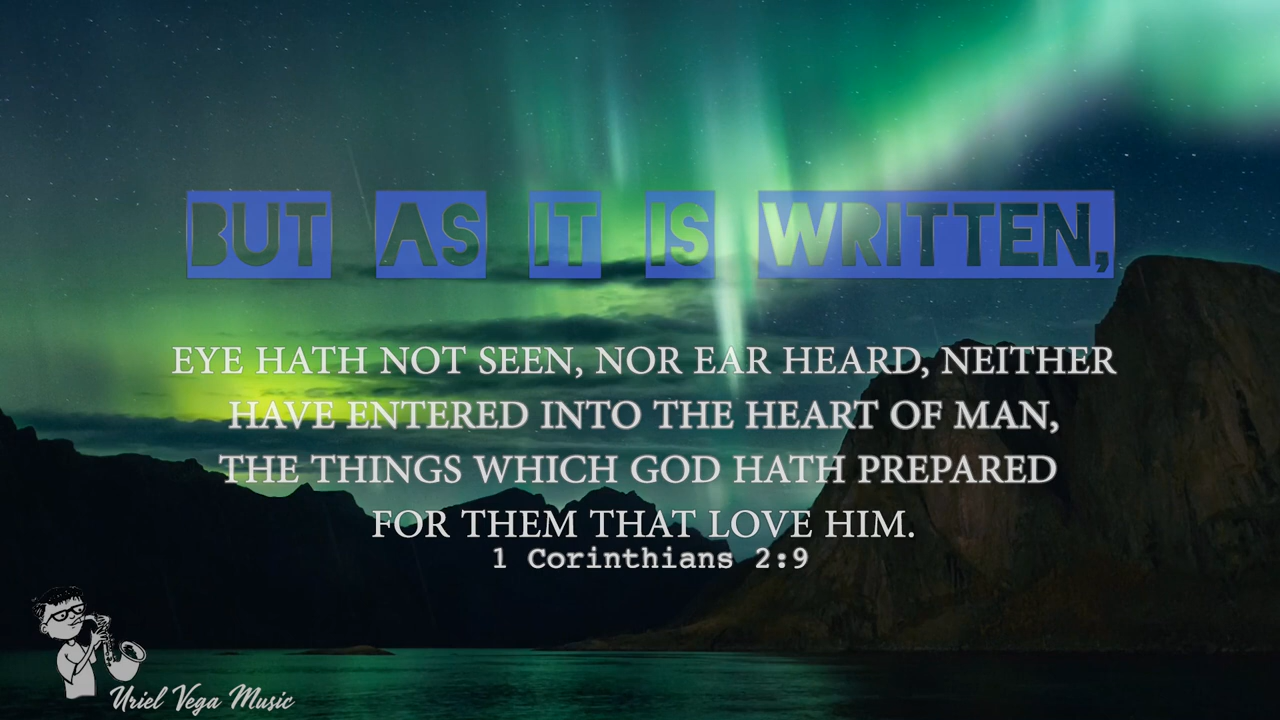 BUT AS IT IS WRITTEN,
EYE HATH NOT SEEN, NOR EAR HEARD, NEITHER
HAVE ENTERED INTO THE HEART OF MAN,
THE THINGS WHICH GOD HATH PREPARED
FOR THEM THAT LOVE HIM.
1 Corinthians 2:9
Uriel Vega Music